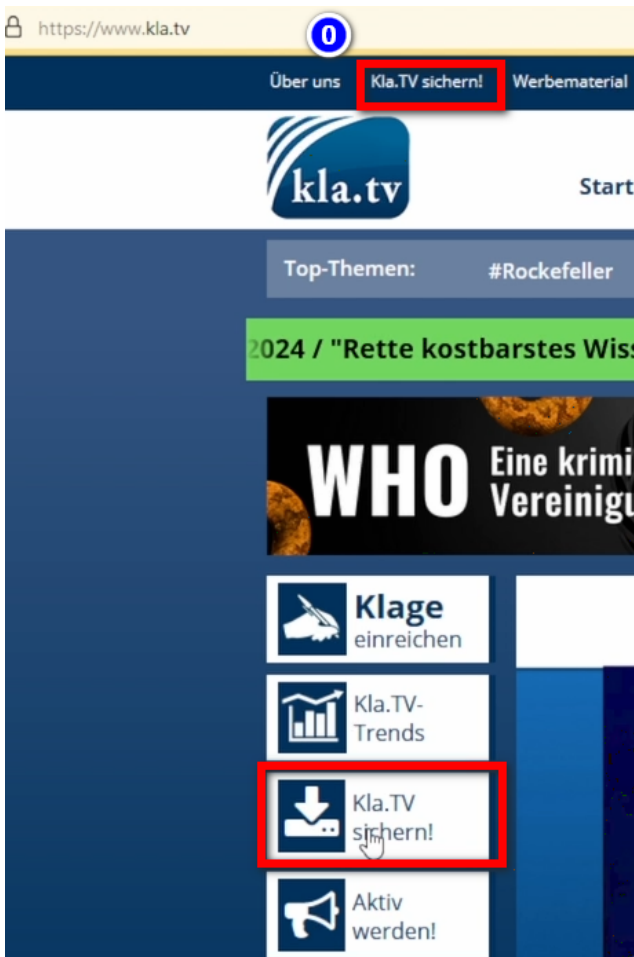 https://www.kla.tv
0
Über uns Kla.TV sichern! Werbematerial
kla.tv
Start
Top-Themen: #Rockefeller
2024 / "Rette kostbarstes Wiss
WHO Eine krimi
Vereinigu
Klage
einreichen
Kla.TV-
Trends
Kla.TV
sichern!
Aktiv
werden!